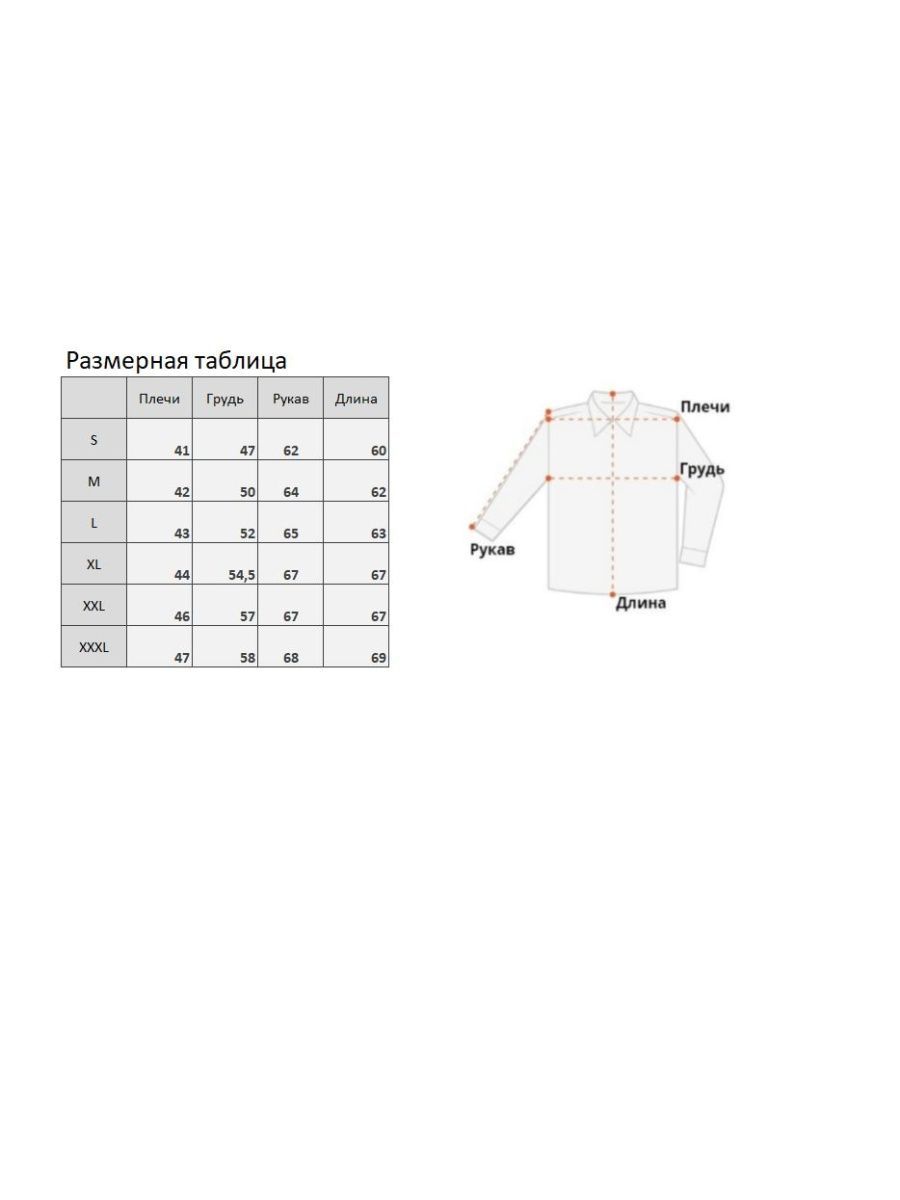 Размерная таблица
Плечи Грудь Рукав Длина
S 41 47 62 60
M 42 50 64 62
L 43 52 65 63
XL 44 54,5 67 67
XXL 46 57 67 67
XXXL 47 58 68 69
Плечи
Грудь
Рукав
Длина